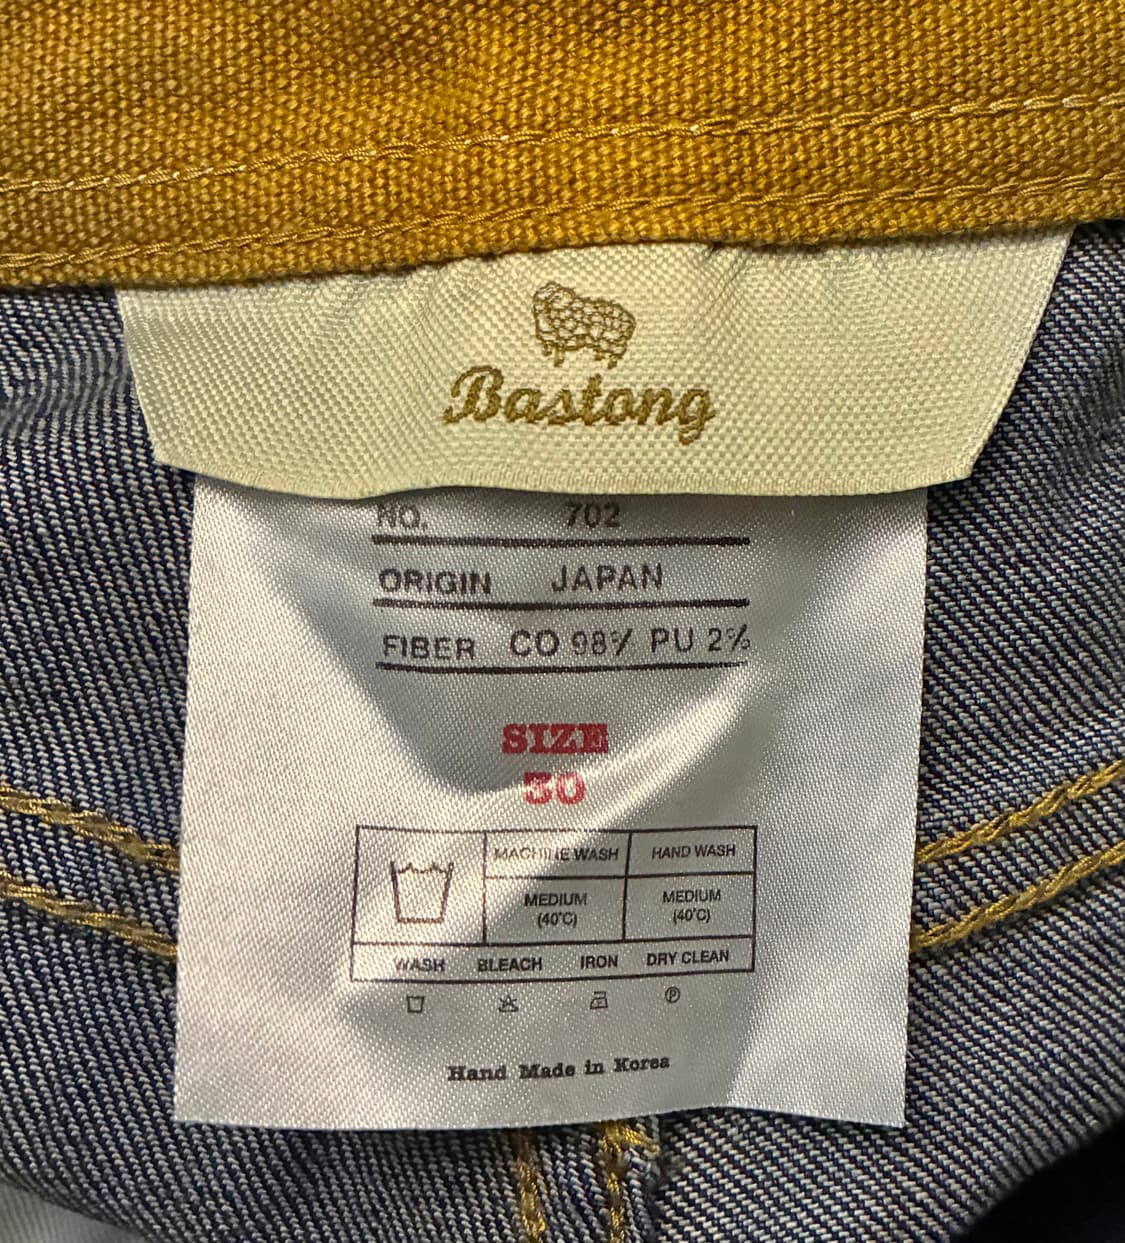 Bastong
NO. 702
ORIGIN JAPAN
FIBER CO 98% PU 2%
SIZE
30
MACHINE WASH HAND WASH
MEDIUM MEDIUM
(40°C) (40°C)
WASH BLEACH IRON DRY CLEAN
P
Hand Made in Korea